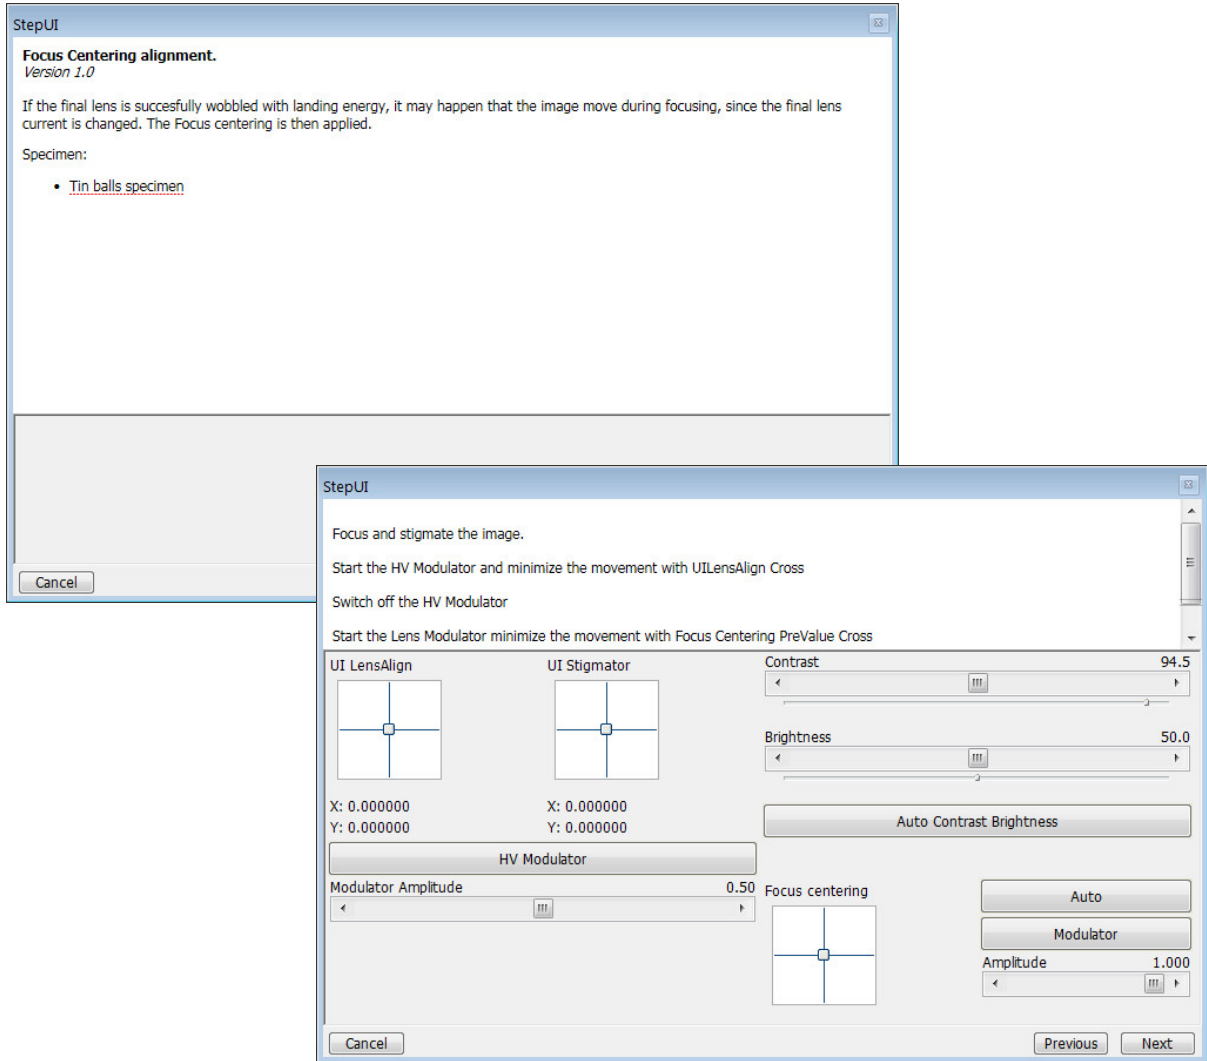 StepUI
Focus Centering alignment.
Version 1.0
If the final lens is succesfully wobbled with landing energy, it may happen that the image move during focusing, since the final lens
current is changed. The Focus centering is then applied.
Specimen:
• Tin balls specimen
Cancel
StepUI
Focus and stigmate the image.
Start the HV Modulator and minimize the movement with UILensAlign Cross
Switch off the HV Modulator
Start the Lens Modulator minimize the movement with Focus Centering PreValue Cross
UI LensAlign
UI Stigmator
Contrast 94.5
Brightness 50.0
X: 0.000000
Y: 0.000000
X: 0.000000
Y: 0.000000
Auto Contrast Brightness
HV Modulator
Modulator Amplitude 0.50
Focus centering
Auto
Modulator
Amplitude 1.000
Cancel
Previous
Next